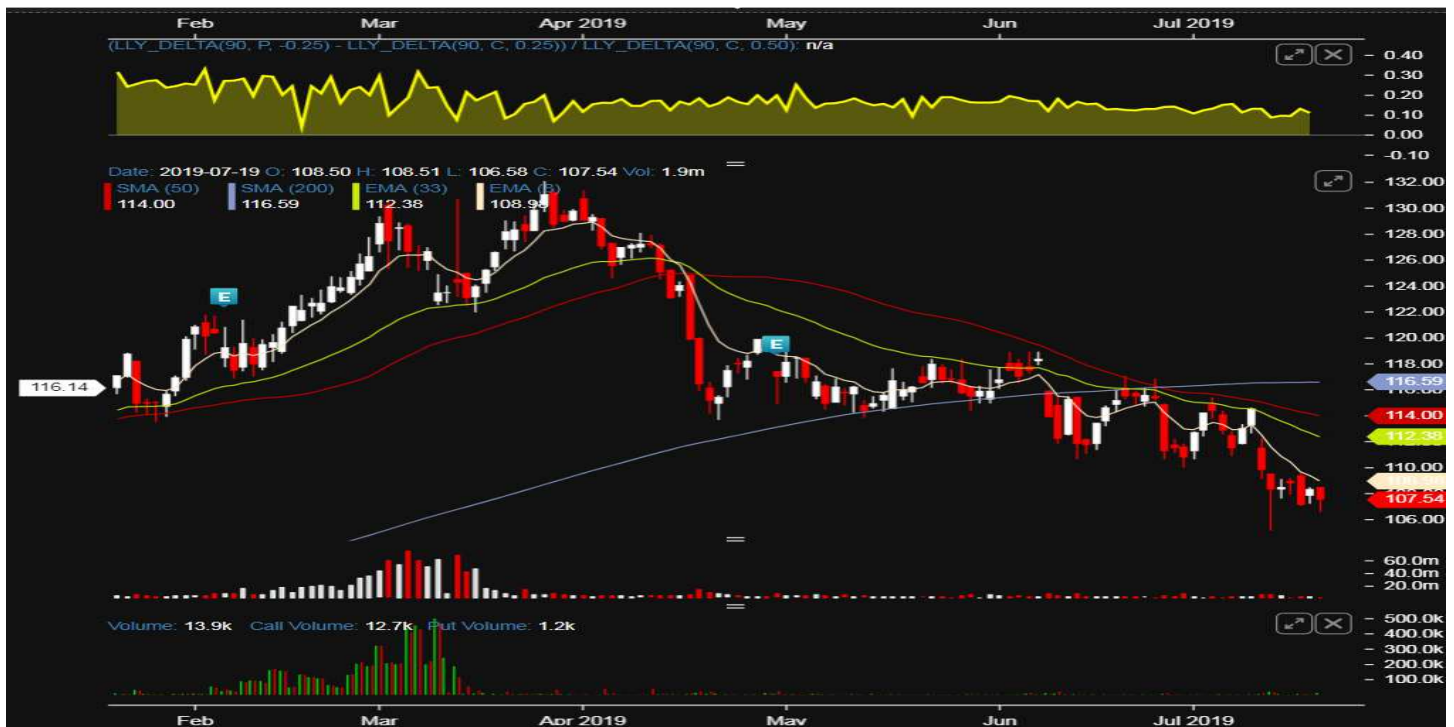 Feb Mar Apr 2019 May Jun Jul 2019
(LLY_DELTA(90, P, -0.25) - LLY_DELTA(90, C, 0.25)) / LLY_DELTA(90, C, 0.50): n/a
0.40
0.30
0.20
0.10
0.00
-0.10
Date: 2019-07-19 O: 108.50 H: 108.51 L: 106.58 C: 107.54 Vol: 1.9m
SMA (50) SMA (200) EMA (33) EMA (8)
114.00 116.59 112.38 108.98
E
E
116.14
132.00
130.00
128.00
126.00
124.00
122.00
120.00
118.00
116.59
114.00
112.38
110.00
107.54
106.00
60.0m
40.0m
20.0m
Volume: 13.9k Call Volume: 12.7k Put Volume: 1.2k
500.0k
400.0k
300.0k
200.0k
100.0k
Feb Mar Apr 2019 May Jun Jul 2019